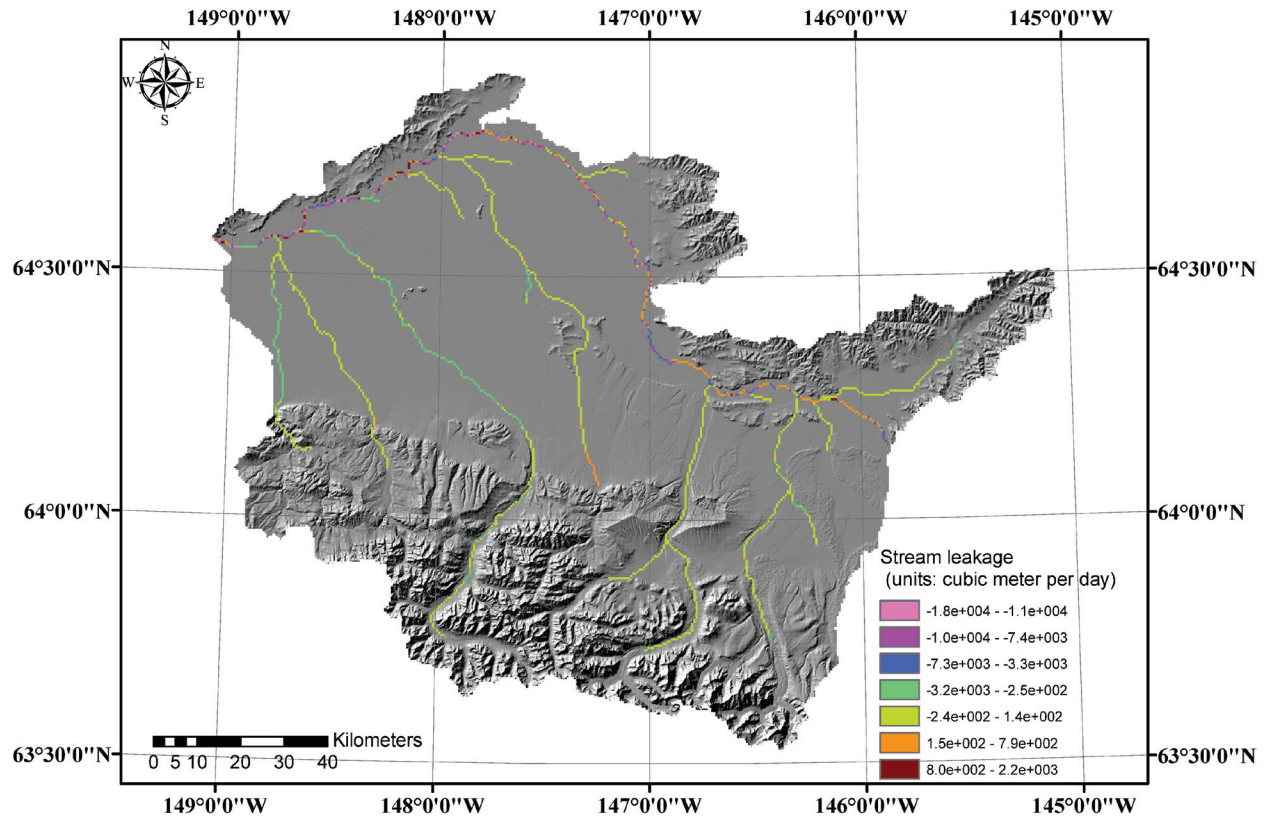 149°0'0"W 148°0'0"W 147°0'0"W 146°0'0"W 145°0'0"W
N
W E
S
64°30'0"N 64°30'0"N
64°0'0"N 64°0'0"N
Stream leakage
(units: cubic meter per day)
-1.8e+004 - -1.1e+004
-1.0e+004 - -7.4e+003
-7.3e+003 - -3.3e+003
-3.2e+003 - -2.5e+002
-2.4e+002 - 1.4e+002
1.5e+002 - 7.9e+002
8.0e+002 - 2.2e+003
Kilometers
0 5 10 20 30 40
63°30'0"N 63°30'0"N
149°0'0"W 148°0'0"W 147°0'0"W 146°0'0"W 145°0'0"W